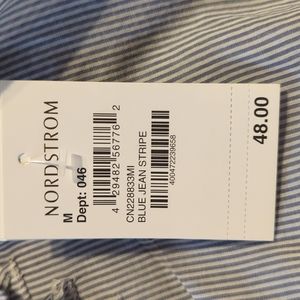 NORDSTROM
M
Dept: 046
4 29482 56776 2
CN228833MI
BLUE JEAN STRIPE
400472239658
48.00